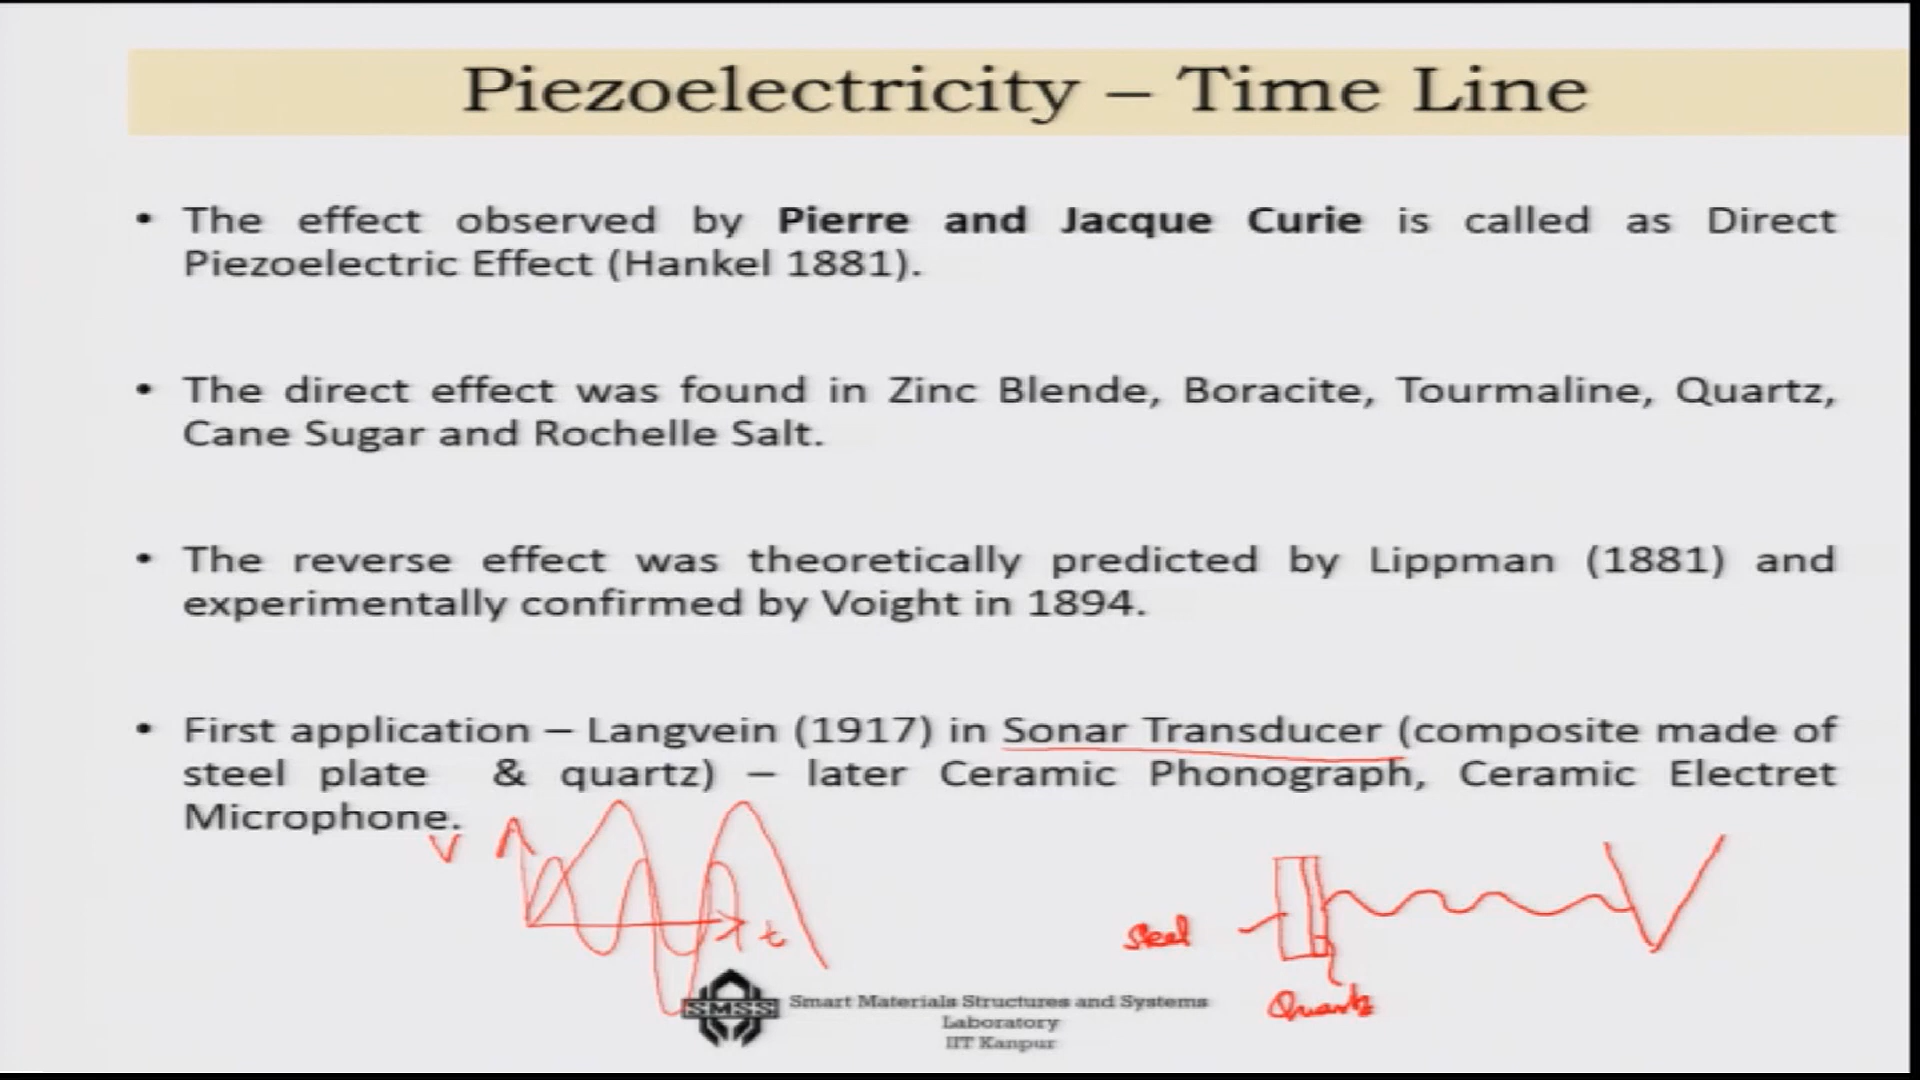 Piezoelectricity – Time Line
• The effect observed by Pierre and Jacque Curie is called as Direct
Piezoelectric Effect (Hankel 1881).
• The direct effect was found in Zinc Blende, Boracite, Tourmaline, Quartz,
Cane Sugar and Rochelle Salt.
• The reverse effect was theoretically predicted by Lippman (1881) and
experimentally confirmed by Voight in 1894.
• First application – Langvein (1917) in Sonar Transducer (composite made of
steel plate & quartz) – later Ceramic Phonograph, Ceramic Electret
Microphone.
V
t
Steel
Quartz
SMSS
Smart Materials Structures and Systems
Laboratory
IIT Kanpur